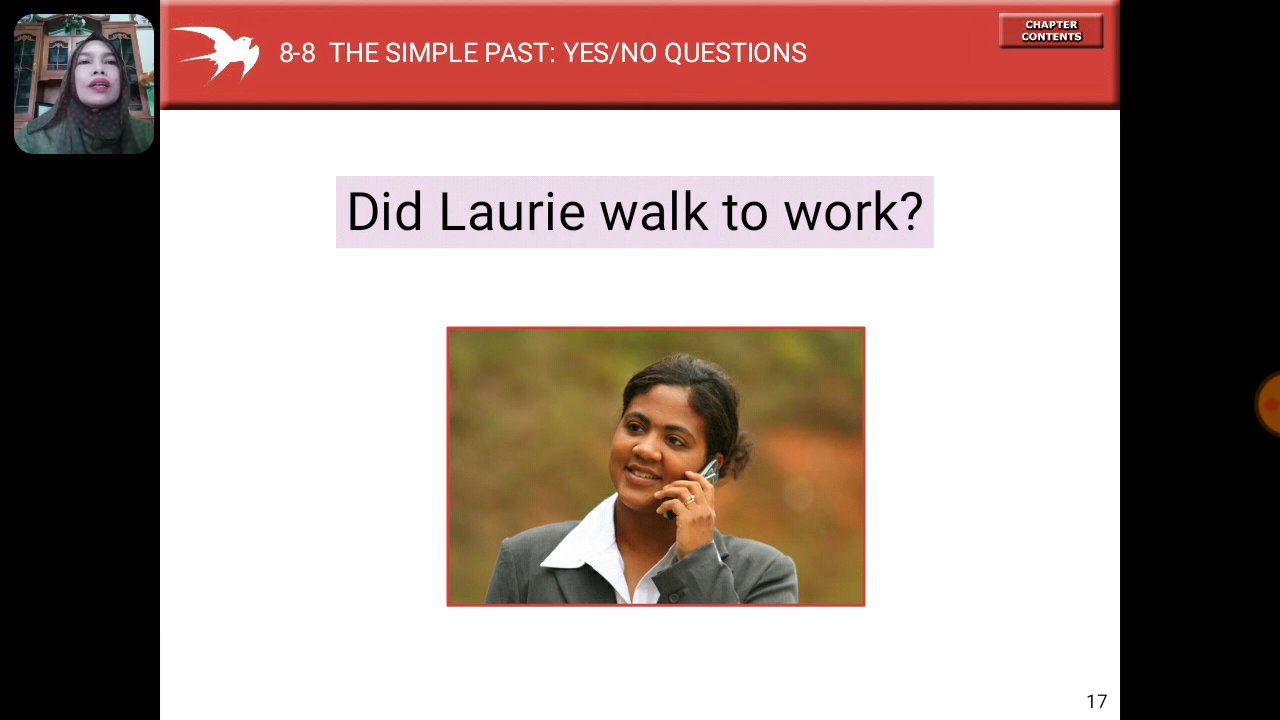 8-8 THE SIMPLE PAST: YES/NO QUESTIONS
CHAPTER
CONTENTS
Did Laurie walk to work?
17